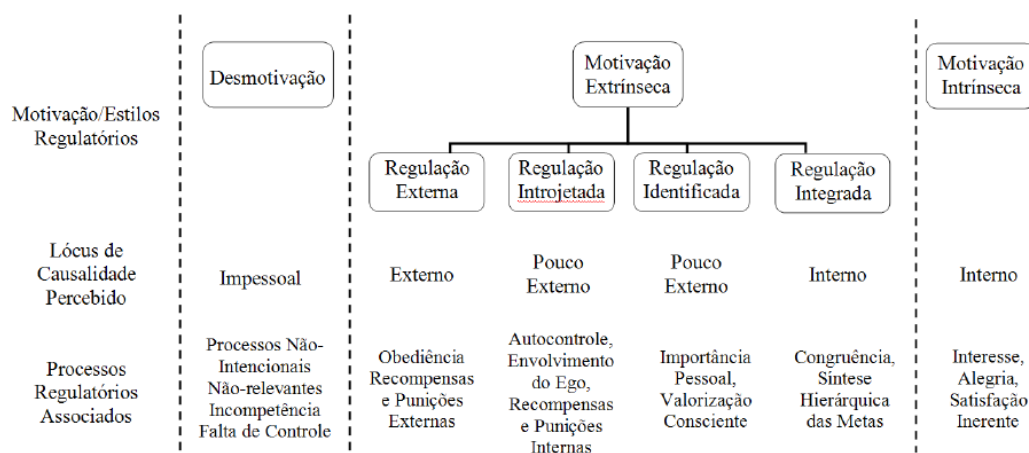 Motivação/Estilos
Regulatórios
Desmotivação
Motivação
Extrínseca
Motivação
Intrínseca
Regulação
Externa
Regulação
Introjetada
Regulação
Identificada
Regulação
Integrada
Lócus de
Causalidade
Percebido
Impessoal
Externo
Pouco
Externo
Pouco
Externo
Interno
Interno
Processos
Regulatórios
Associados
Processos Não-
Intencionais
Não-relevantes
Incompetência
Falta de Controle
Obediência
Recompensas
e Punições
Externas
Autocontrole,
Envolvimento
do Ego,
Recompensas
e Punições
Internas
Importância
Pessoal,
Valorização
Consciente
Congruência,
Síntese
Hierárquica
das Metas
Interesse,
Alegria,
Satisfação
Inerente